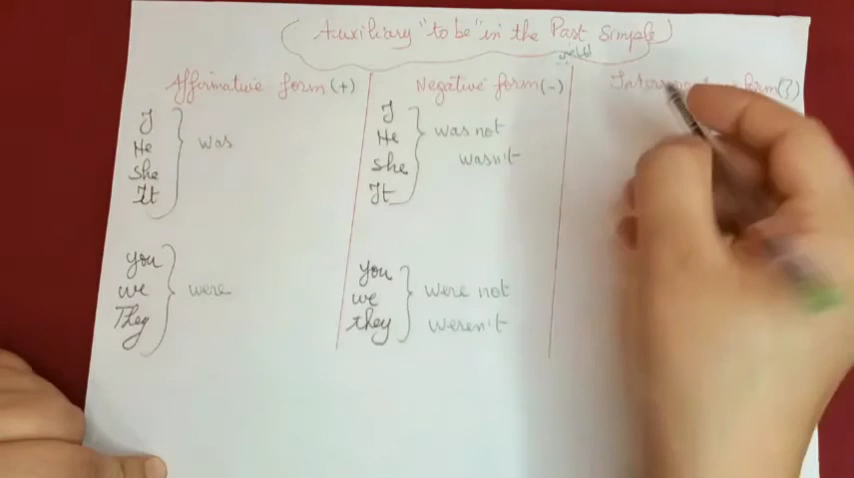 Auxiliary "to be" in the Past Simple
Affirmative form (+)
I
He
She
It
was
you
we
They
were
Negative form (-)
I
He
she
It
was not
wasn't
you
we
they
were not
weren't
form (?)